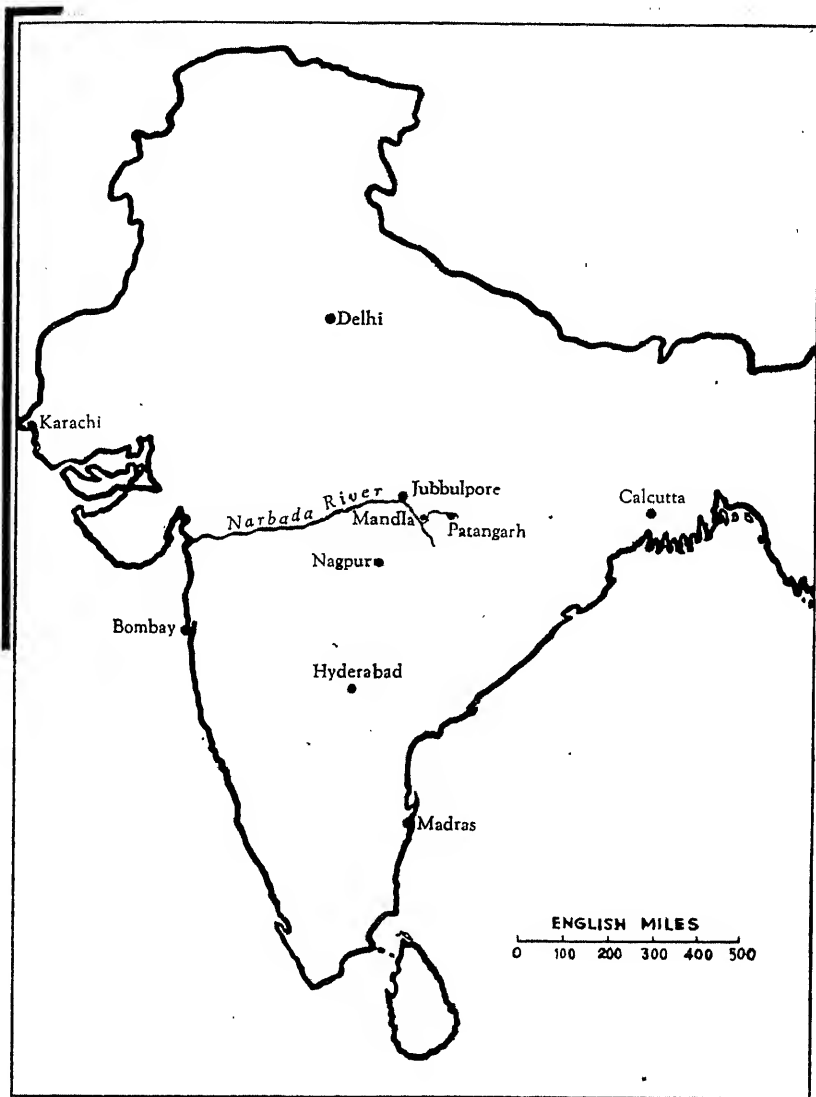 Delhi
Karachi
Jubbulpore
Narbada River
Mandla
Patangarh
Calcutta
Nagpur
Bombay
Hyderabad
Madras
ENGLISH MILES
0 100 200 300 400 500